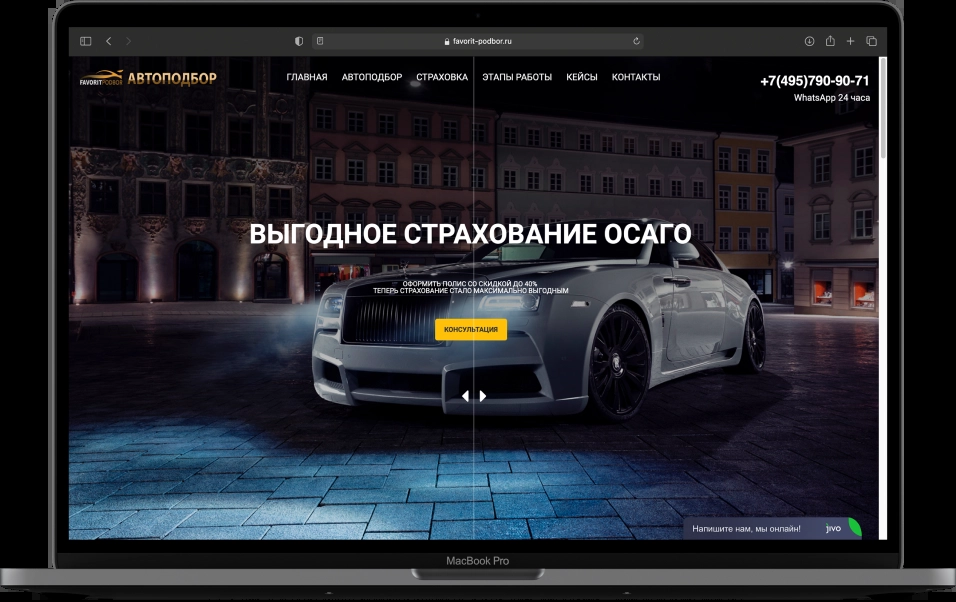 favorit-podbor.ru
FAVORITPODBOR АВТОПОДБОР
ГЛАВНАЯ АВТОПОДБОР СТРАХОВКА ЭТАПЫ РАБОТЫ КЕЙСЫ КОНТАКТЫ
+7(495)790-90-71
WhatsApp 24 часа
ВЫГОДНОЕ СТРАХОВАНИЕ ОСАГО
ОФОРМИТЬ ПОЛИС СО СКИДКОЙ ДО 40%
ТЕПЕРЬ СТРАХОВАНИЕ СТАЛО МАКСИМАЛЬНО ВЫГОДНЫМ
КОНСУЛЬТАЦИЯ
Напишите нам, мы онлайн! jivo
MacBook Pro